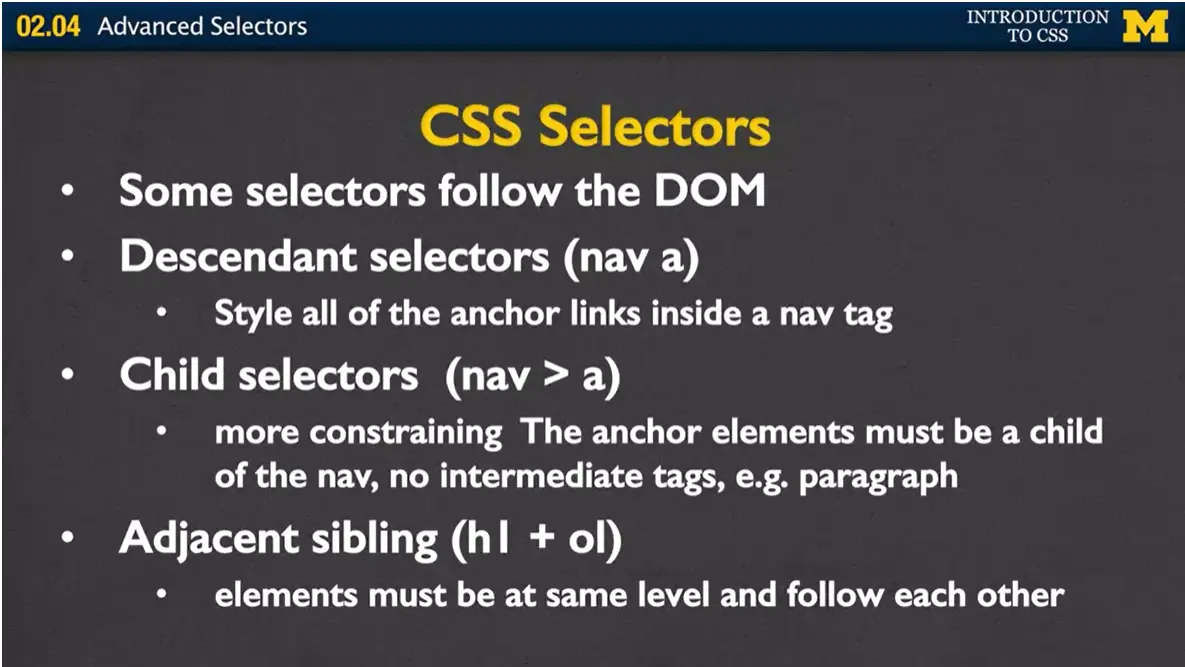 02.04 Advanced Selectors
INTRODUCTION
TO CSS
M
CSS Selectors
• Some selectors follow the DOM
• Descendant selectors (nav a)
• Style all of the anchor links inside a nav tag
• Child selectors (nav > a)
• more constraining The anchor elements must be a child
of the nav, no intermediate tags, e.g. paragraph
• Adjacent sibling (h1 + ol)
• elements must be at same level and follow each other